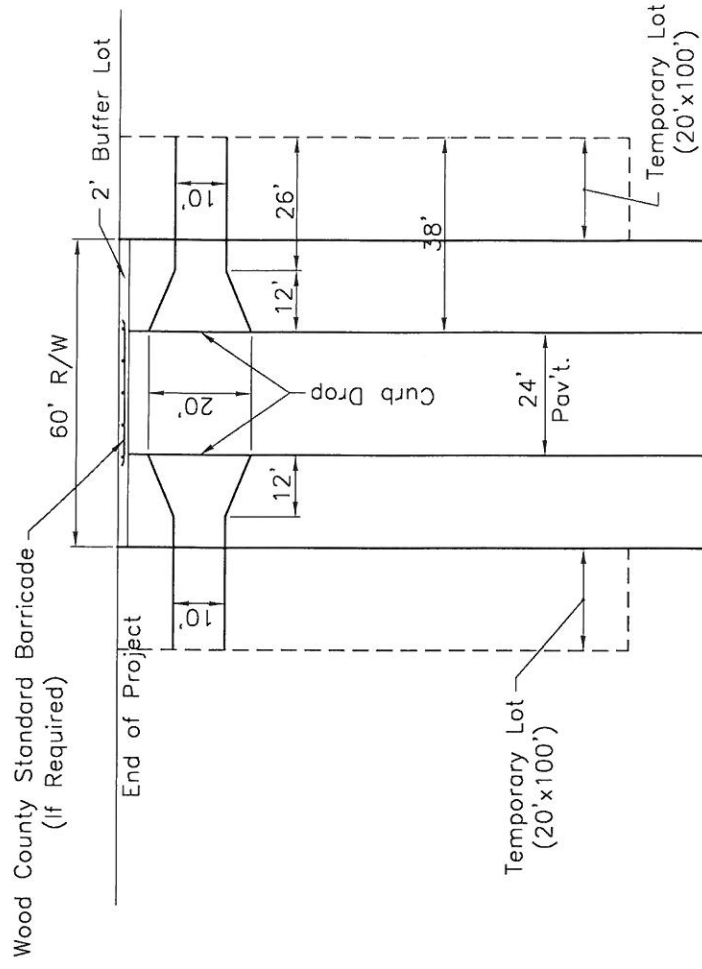 Wood County Standard Barricade
(If Required)
60' R/W
2' Buffer Lot
End of Project
10'
20'
10'
Curb Drop
12'
12'
26'
38'
24'
Pav't.
Temporary Lot
(20'x100')
Temporary Lot
(20'x100')